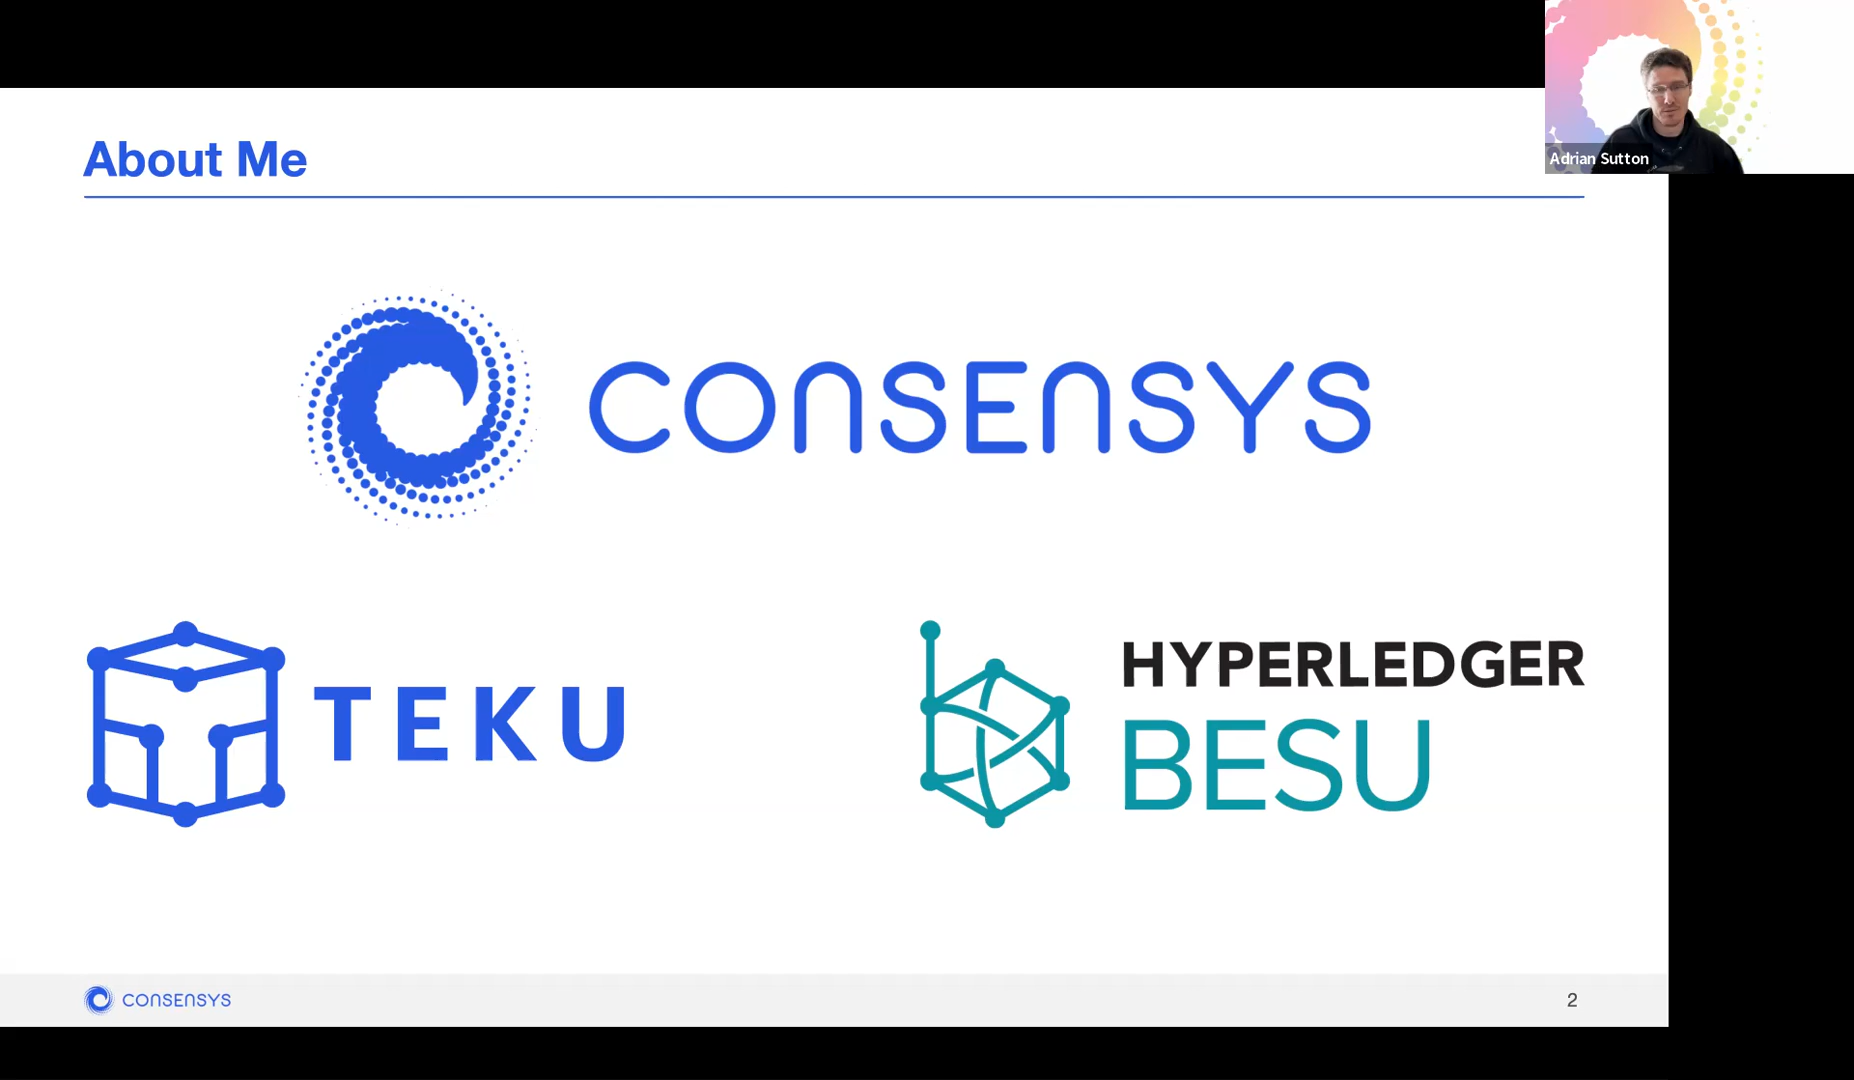 About Me
Adrian Sutton
CONSENSYS
TEKU
HYPERLEDGER
BESU
CONSENSYS
2